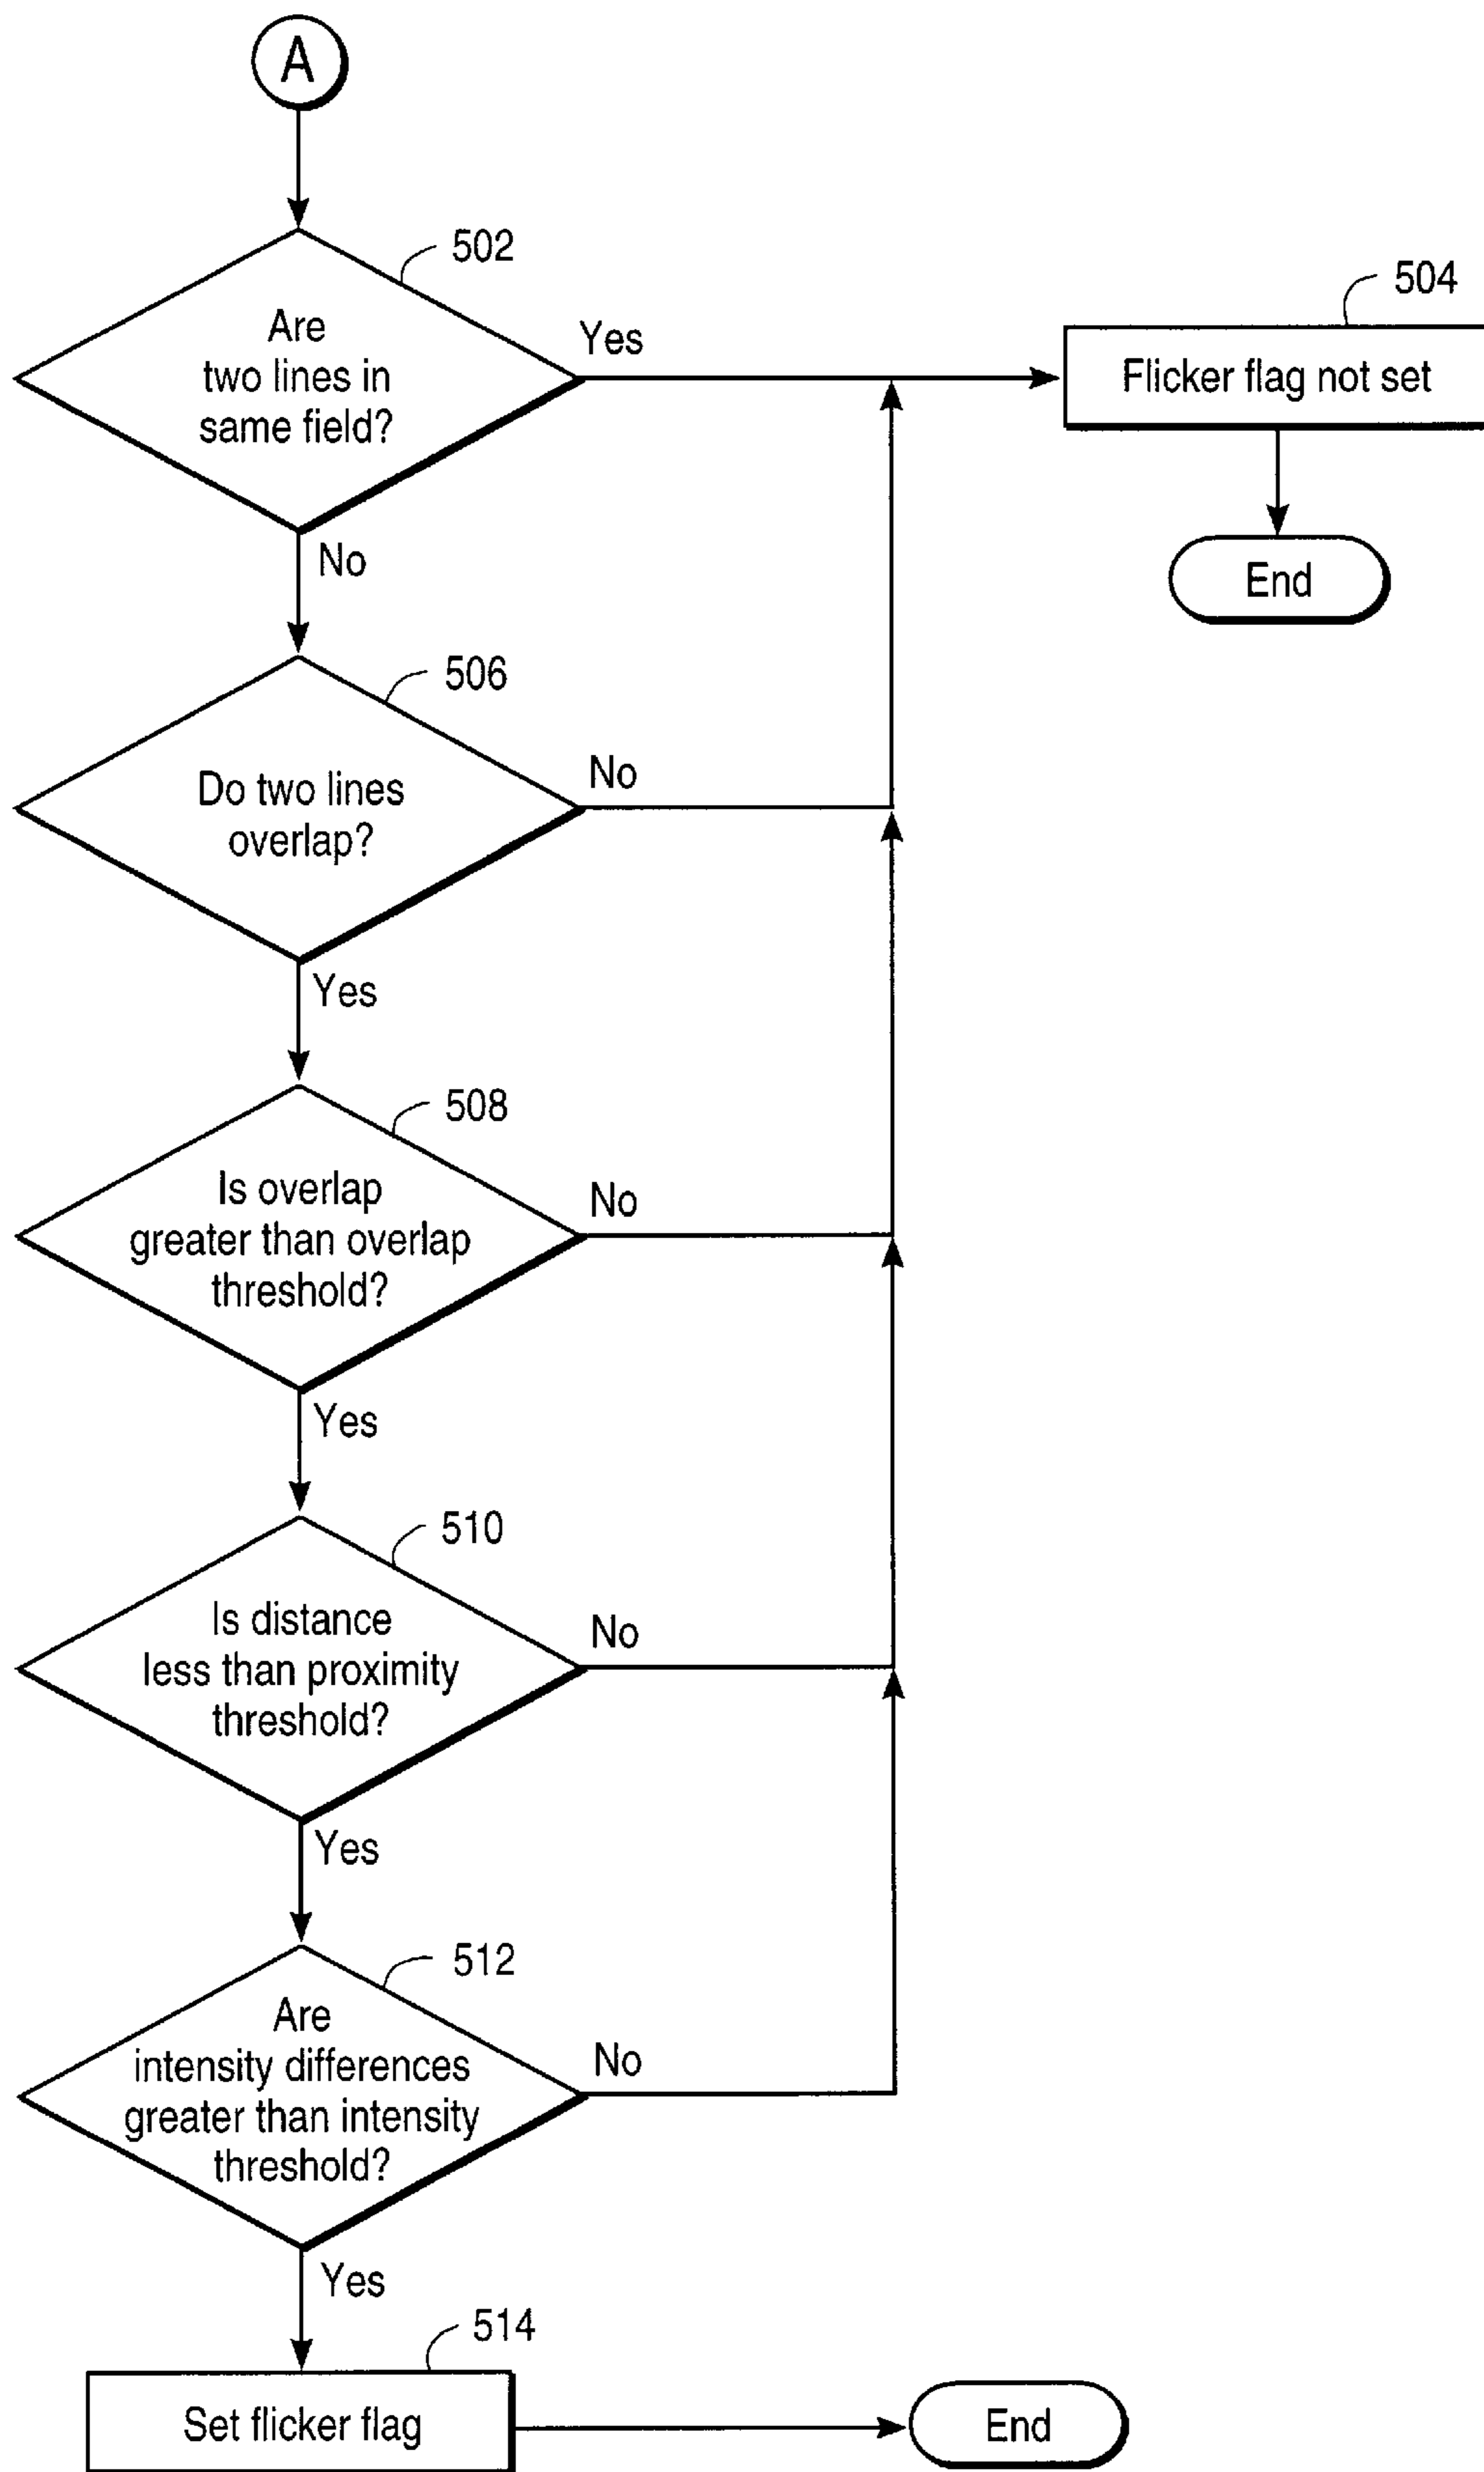 A
502
Are
two lines in
same field?
Yes
504
Flicker flag not set
No
End
506
Do two lines
overlap?
No
Yes
508
Is overlap
greater than overlap
threshold?
No
Yes
510
Is distance
less than proximity
threshold?
No
Yes
512
Are
intensity differences
greater than intensity
threshold?
No
Yes
514
Set flicker flag
End